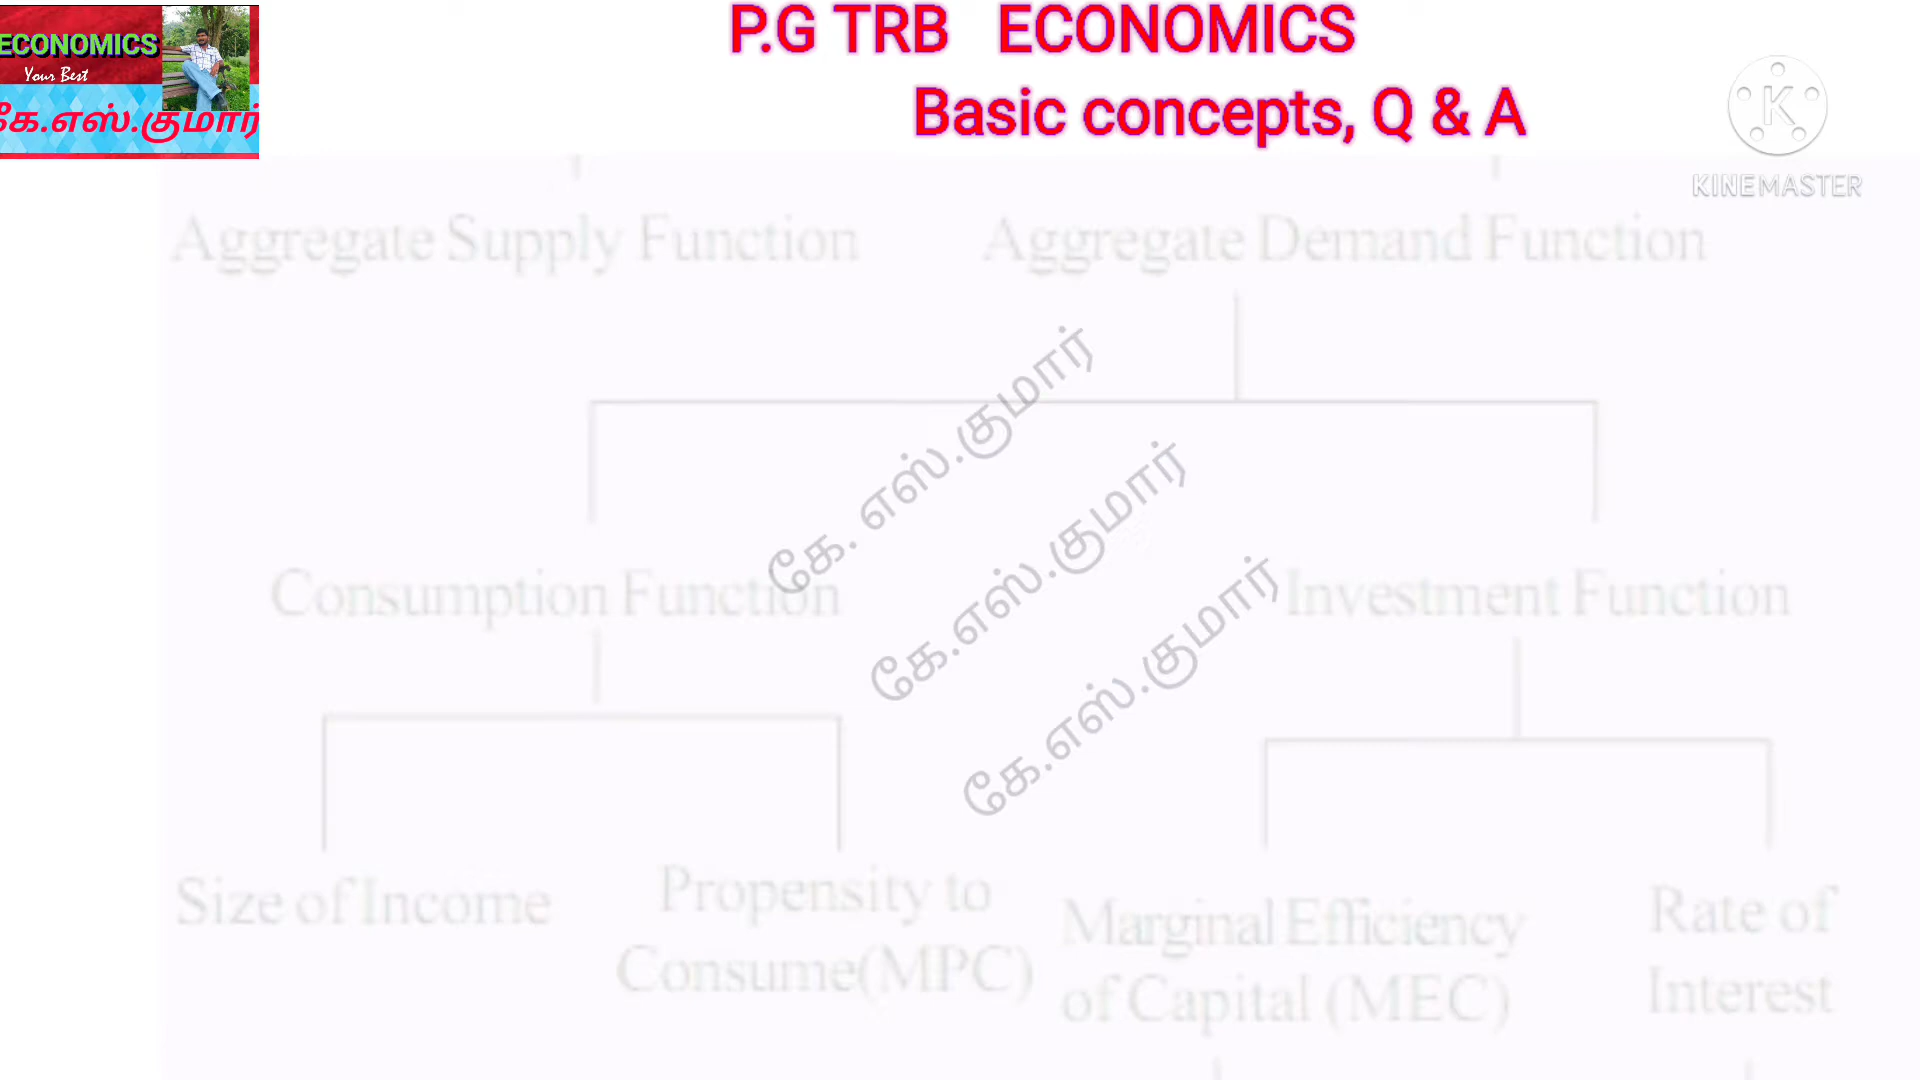 P.G TRB ECONOMICS
ECONOMICS
Your Best
கே.எஸ்.குமார்
Basic concepts, Q & A
K
KINEMASTER
Aggregate Supply Function
Aggregate Demand Function
கே. எஸ்.குமார்
கே.எஸ்.குமார்
கே.எஸ்.குமார்
Consumption Function
Investment Function
Size of Income
Propensity to
Consume(MPC)
Marginal Efficiency
of Capital (MEC)
Rate of
Interest